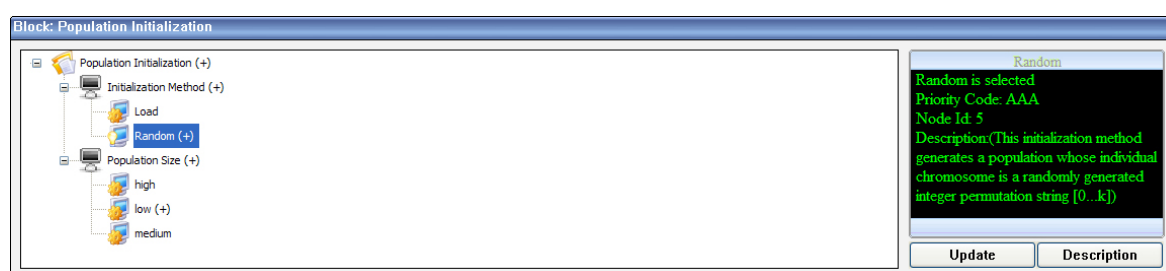 Block: Population Initialization
Population Initialization (+)
Initialization Method (+)
Load
Random (+)
Population Size (+)
high
low (+)
medium
Random
Random is selected
Priority Code: AAA
Node Id: 5
Description:(This initialization method
generates a population whose individual
chromosome is a randomly generated
integer permutation string [0...k])
Update
Description